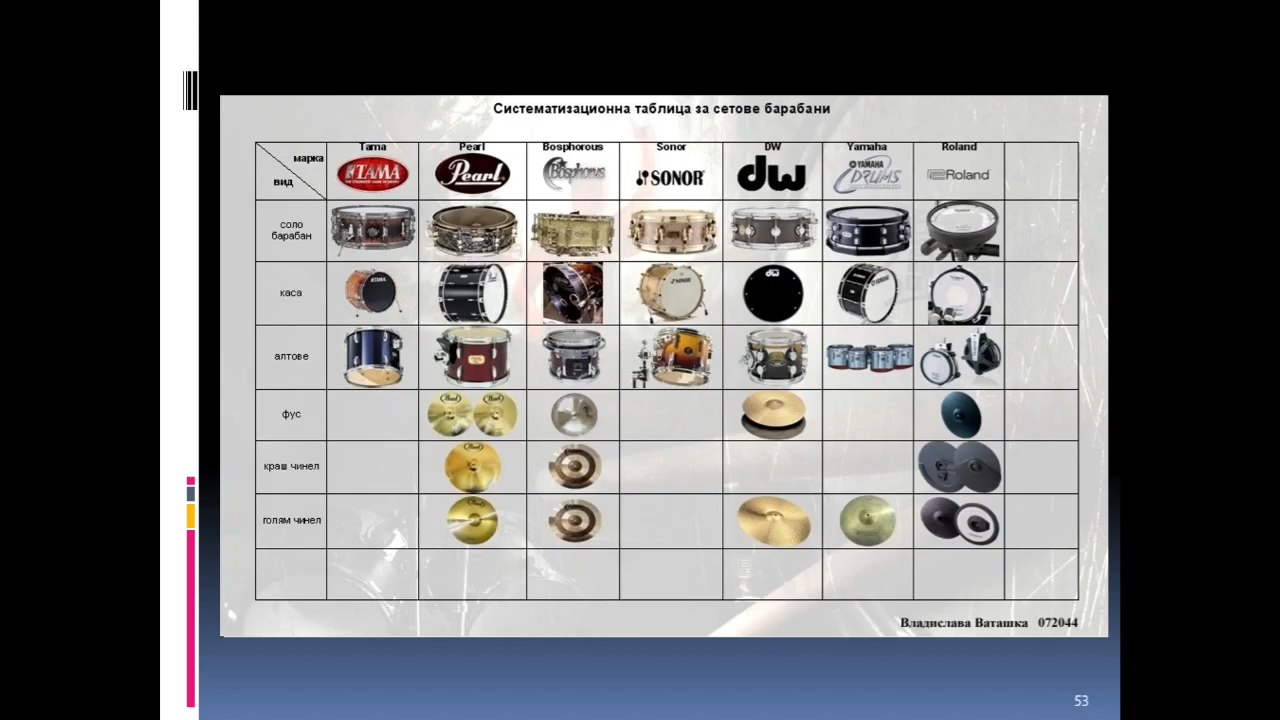 Систематизационна таблица за сетове барабани
марка
вид
Tama
Pearl
Bosphorous
Sonor
DW
Yamaha
Roland
TAMA
Pearl
Bosphorus
SONOR
dw
YAMAHA
DRUMS
Roland
соло
барабан
каса
алтове
фус
краш чинел
голям чинел
Владислава Ваташка 072044
53